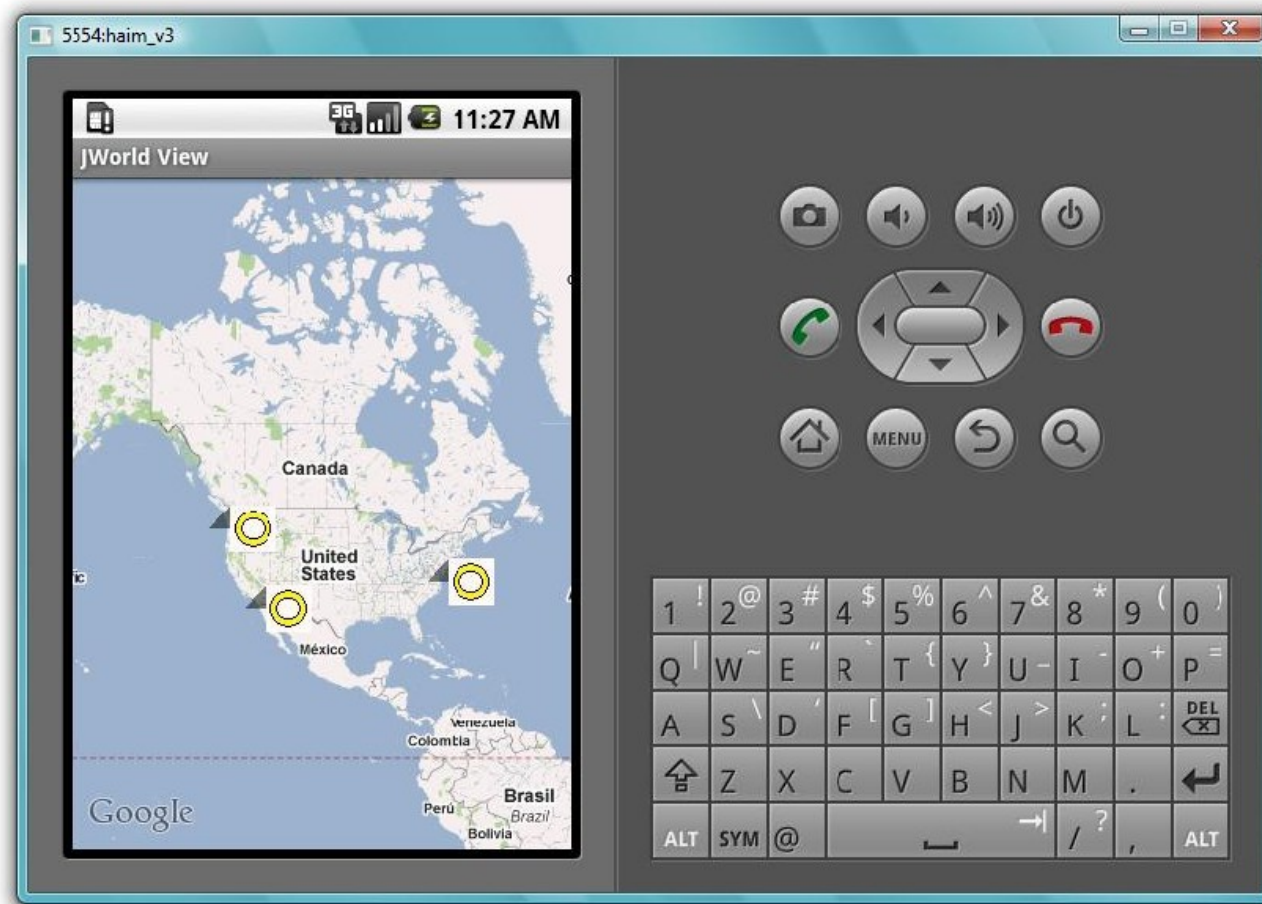 5554:haim_v3
3G 11:27 AM
JWorld View
Canada
United
States
México
Venezuela
Colombia
Perú
Brasil
Brazil
Bolivia
Google
MENU
1 ! 2 @ 3 # 4 $ 5 % 6 ^ 7 & 8 * 9 ( 0 )
Q | W ~ E " R ` T { Y } U _ I - O + P =
A S \ D ' F [ G ] H < J > K ; L : DEL
Z X C V B N M .
ALT SYM @ / ? , ALT